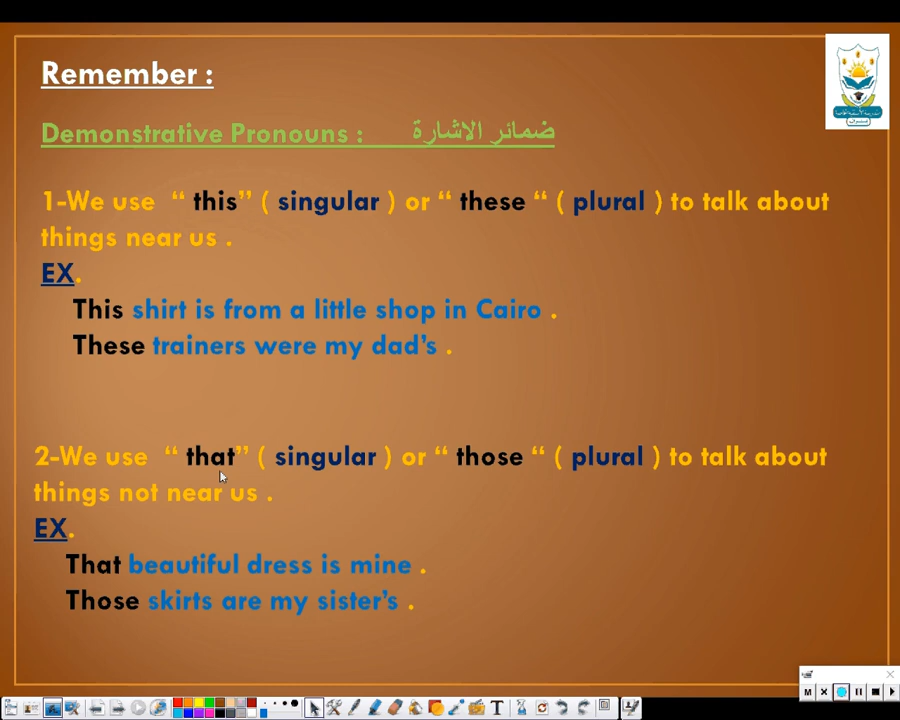 Remember :
Demonstrative Pronouns : ضمائر الاشارة
1-We use “ this” ( singular ) or “ these “ ( plural ) to talk about
things near us .
EX.
This shirt is from a little shop in Cairo .
These trainers were my dad’s .
2-We use “ that” ( singular ) or “ those “ ( plural ) to talk about
things not near us .
EX.
That beautiful dress is mine .
Those skirts are my sister’s .
M